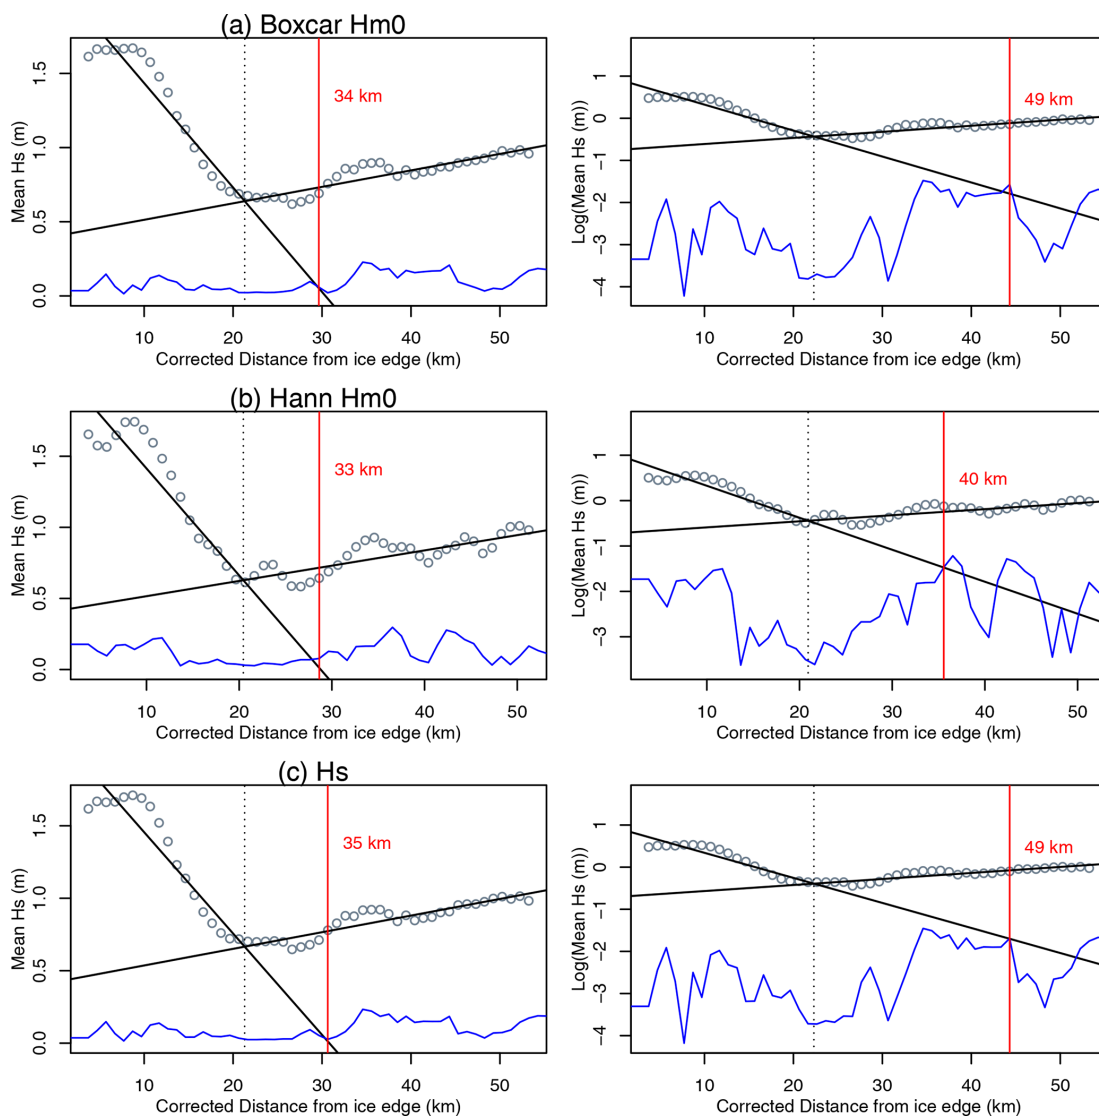 (a) Boxcar Hm0
Mean Hs (m)
0.0 0.5 1.0 1.5
34 km
10 20 30 40 50
Corrected Distance from ice edge (km)
Log(Mean Hs (m))
−4 −3 −2 −1 0 1
49 km
10 20 30 40 50
Corrected Distance from ice edge (km)
(b) Hann Hm0
Mean Hs (m)
0.0 0.5 1.0 1.5
33 km
10 20 30 40 50
Corrected Distance from ice edge (km)
Log(Mean Hs (m))
−3 −2 −1 0 1
40 km
10 20 30 40 50
Corrected Distance from ice edge (km)
(c) Hs
Mean Hs (m)
0.0 0.5 1.0 1.5
35 km
10 20 30 40 50
Corrected Distance from ice edge (km)
Log(Mean Hs (m))
−4 −3 −2 −1 0 1
49 km
10 20 30 40 50
Corrected Distance from ice edge (km)